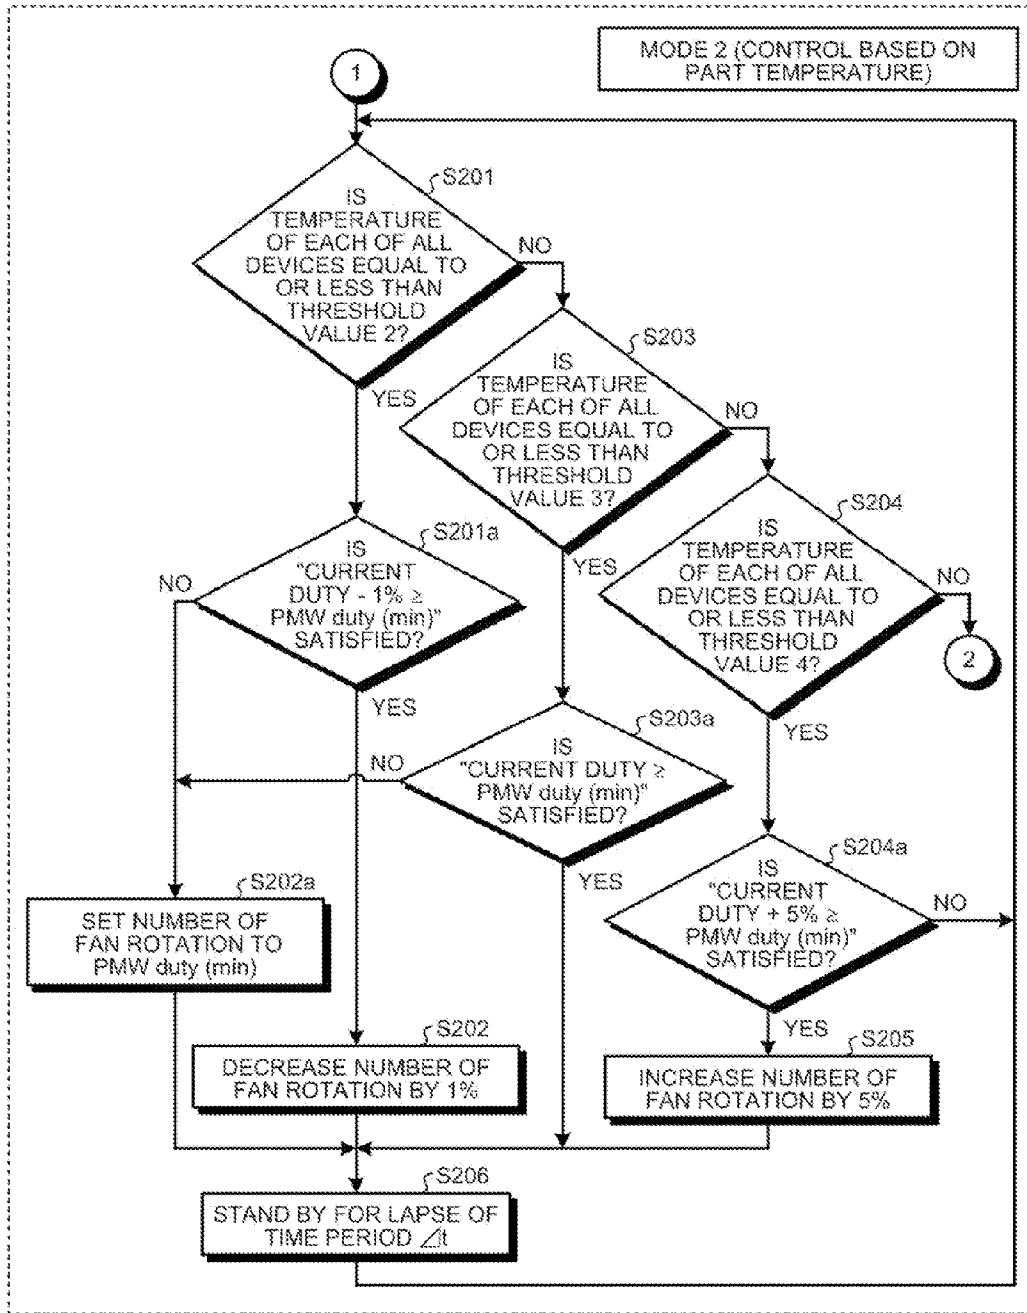 MODE 2 (CONTROL BASED ON
PART TEMPERATURE)
1
S201
IS
TEMPERATURE
OF EACH OF ALL
DEVICES EQUAL TO
OR LESS THAN
THRESHOLD
VALUE 2?
NO
YES
S203
IS
TEMPERATURE
OF EACH OF ALL
DEVICES EQUAL TO
OR LESS THAN
THRESHOLD
VALUE 3?
NO
YES
S204
IS
TEMPERATURE
OF EACH OF ALL
DEVICES EQUAL TO
OR LESS THAN
THRESHOLD
VALUE 4?
NO
2
YES
S201a
IS
"CURRENT
DUTY - 1% ≥
PMW duty (min)"
SATISFIED?
NO
YES
S203a
IS
"CURRENT DUTY ≥
PMW duty (min)"
SATISFIED?
NO
YES
S204a
IS
"CURRENT
DUTY + 5% ≥
PMW duty (min)"
SATISFIED?
NO
YES
S202a
SET NUMBER OF
FAN ROTATION TO
PMW duty (min)
S202
DECREASE NUMBER OF
FAN ROTATION BY 1%
S205
INCREASE NUMBER OF
FAN ROTATION BY 5%
S206
STAND BY FOR LAPSE OF
TIME PERIOD ⊿t